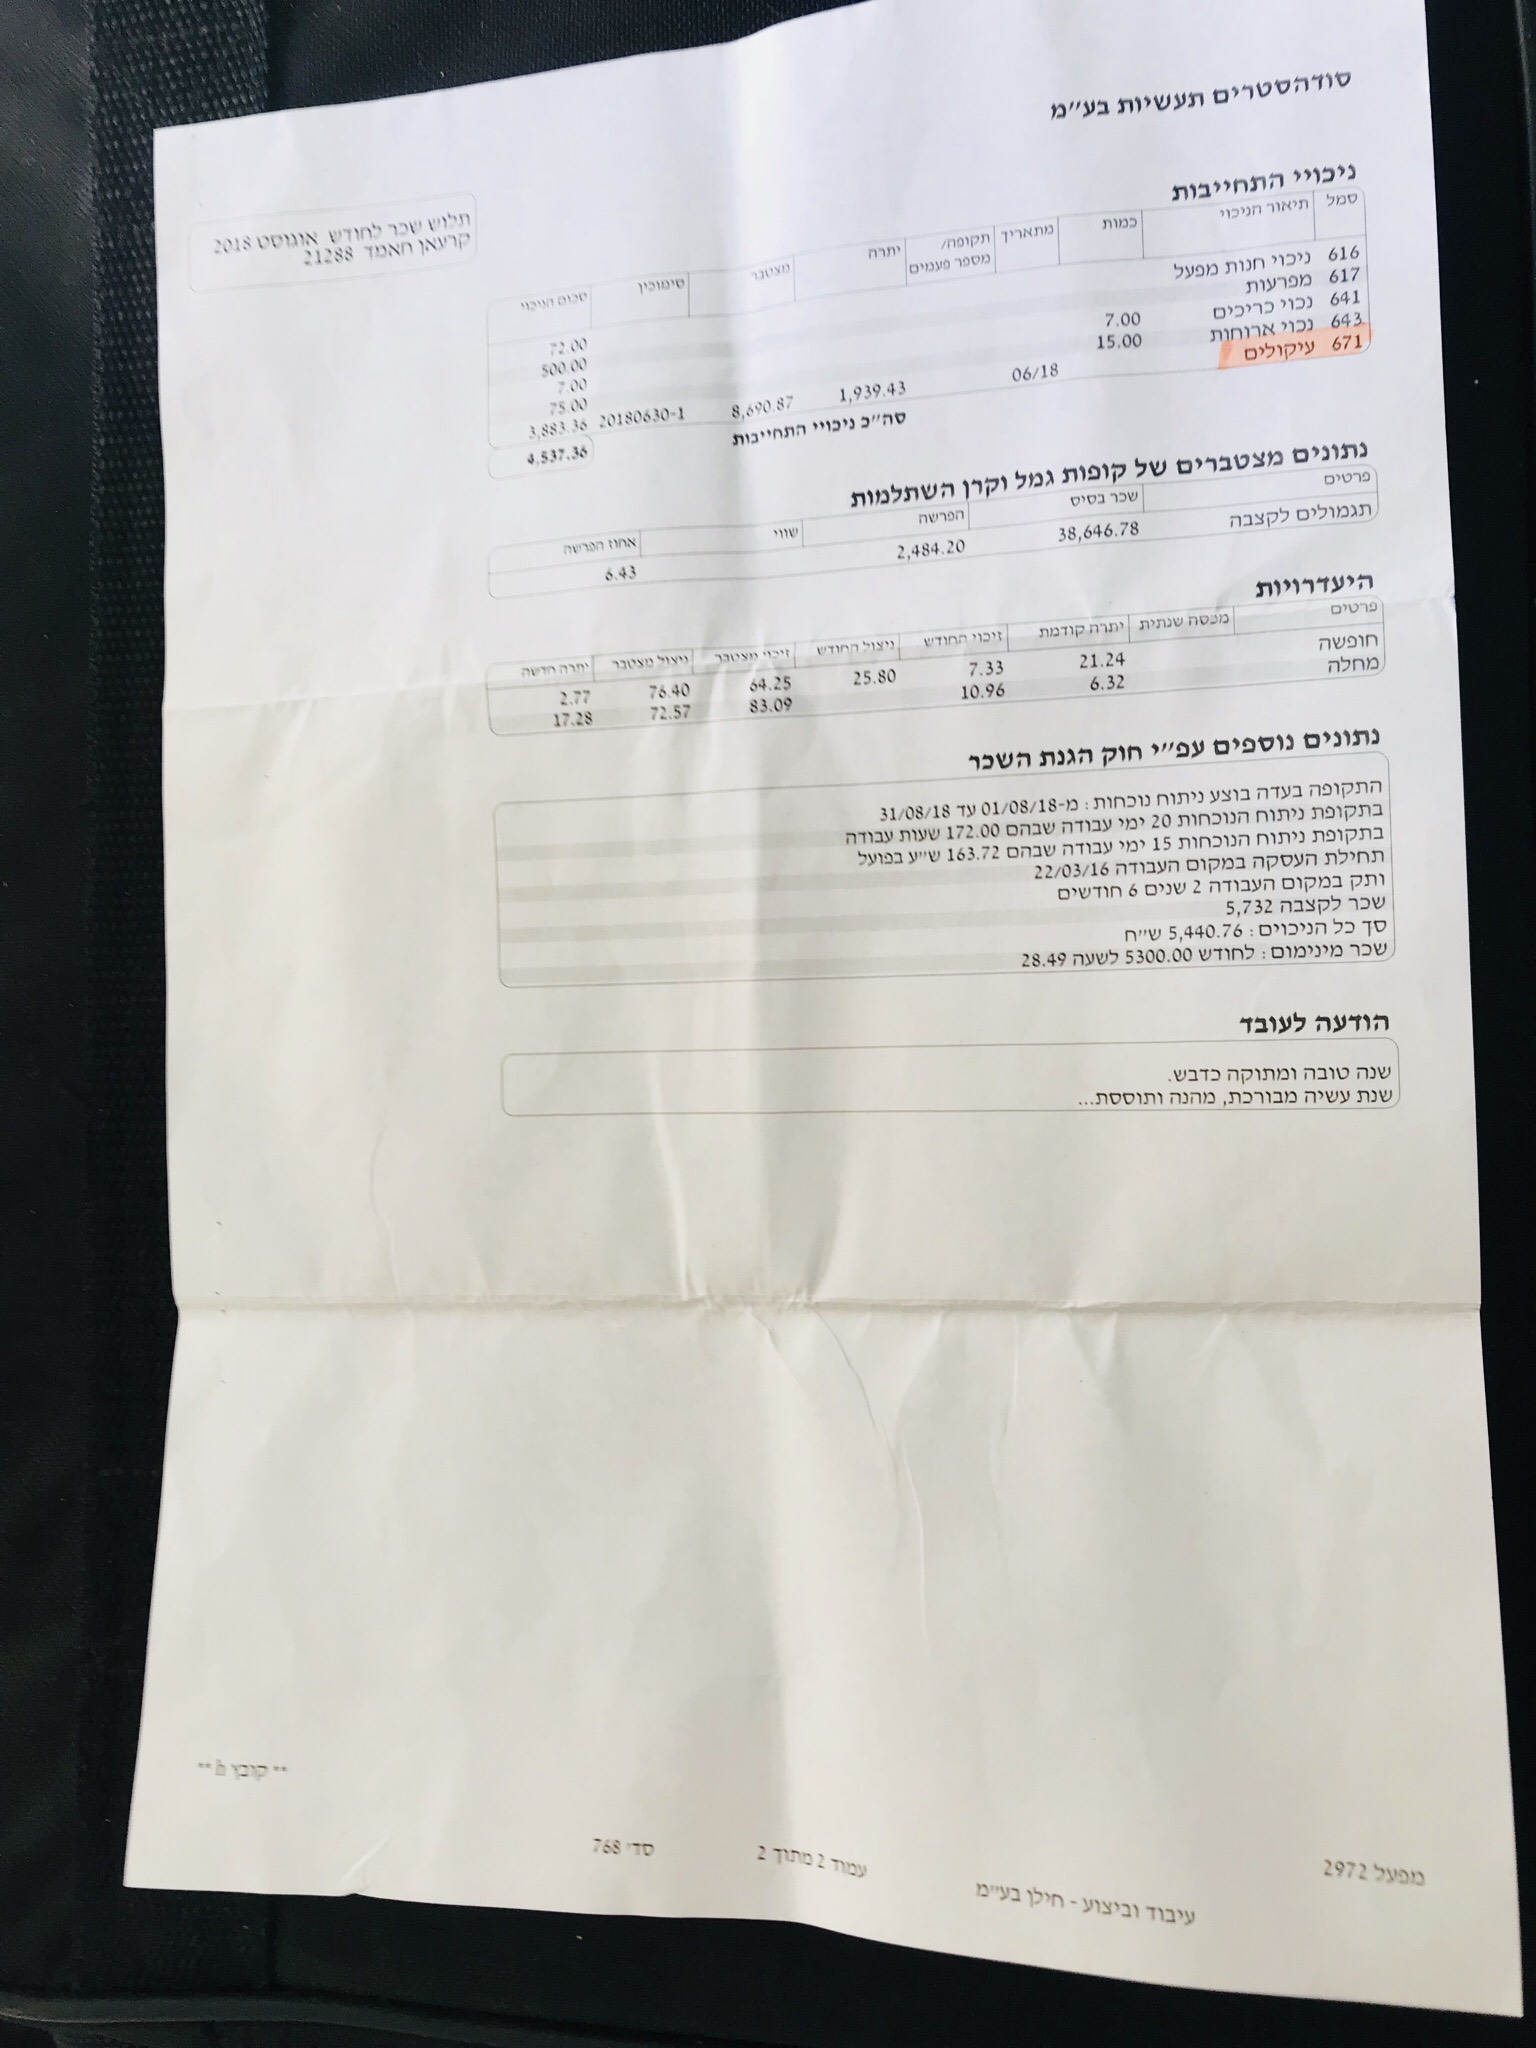 סודהסטרים תעשיות בע"מ
תלוש שכר לחודש אוגוסט 2018
קרעאן חאמד 21288
ניכויי התחייבות
סמל תיאור הניכוי כמות מתאריך תקופה/מספר פעמים יתרה מצטבר סימוכין סכום הניכוי
616 ניכוי חנות מפעל 72.00
617 מפרעות 500.00
641 נכוי כריכים 7.00 7.00
643 נכוי ארוחות 15.00 75.00
671 עיקולים 06/18 1,939.43 8,690.87 20180630-1 3,883.36
סה"כ ניכויי התחייבות 4,537.36
נתונים מצטברים של קופות גמל וקרן השתלמות
פרטים שכר בסיס הפרשה שווי אחוז הפרשה
תגמולים לקצבה 38,646.78 2,484.20 6.43
היעדרויות
פרטים מכסה שנתית יתרה קודמת זיכוי החודש ניצול החודש זיכוי מצטבר ניצול מצטבר יתרה חדשה
חופשה 21.24 7.33 25.80 64.25 76.40 2.77
מחלה 6.32 10.96 83.09 72.57 17.28
נתונים נוספים עפ"י חוק הגנת השכר
התקופה בעדה בוצע ניתוח נוכחות: מ-01/08/18 עד 31/08/18
בתקופת ניתוח הנוכחות 20 ימי עבודה שבהם 172.00 שעות עבודה
בתקופת ניתוח הנוכחות 15 ימי עבודה שבהם 163.72 ש"ע בפועל
תחילת העסקה במקום העבודה 22/03/16
ותק במקום העבודה 2 שנים 6 חודשים
שכר לקצבה 5,732
סך כל הניכוים: 5,440.76 ש"ח
שכר מינימום: לחודש 5300.00 לשעה 28.49
הודעה לעובד
שנה טובה ומתוקה כדבש.
שנת עשיה מבורכת, מהנה ותוססת...
** קובץ **
מפעל 2972 עיבוד וביצוע - חילן בע"מ עמוד 2 מתוך 2 סד' 768